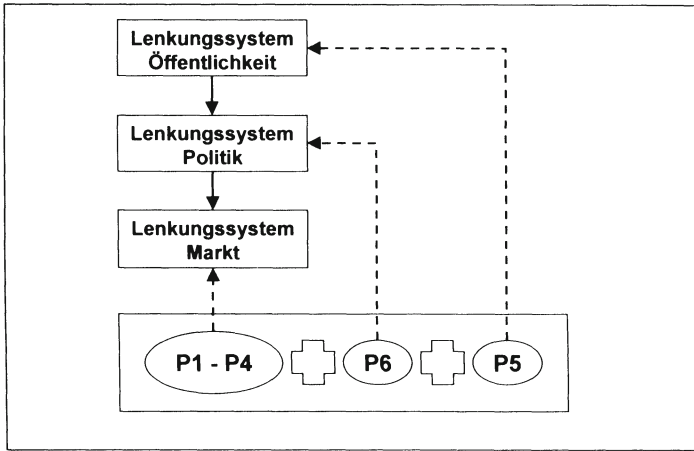 Lenkungssystem
Öffentlichkeit
Lenkungssystem
Politik
Lenkungssystem
Markt
P1 - P4
P6
P5